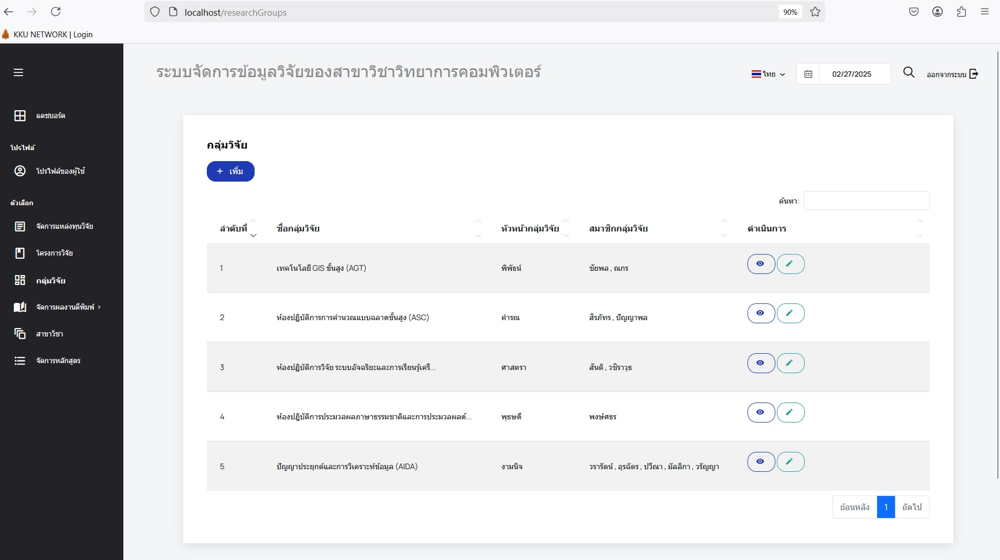 localhost/researchGroups
90%
KKU NETWORK | Login
ระบบจัดการข้อมูลวิจัยของสาขาวิชาวิทยาการคอมพิวเตอร์
ไทย
02/27/2025
ออกจากระบบ
แดชบอร์ด
โปรไฟล์
โปรไฟล์ของผู้ใช้
ตัวเลือก
จัดการแหล่งทุนวิจัย
โครงการวิจัย
กลุ่มวิจัย
จัดการผลงานตีพิมพ์
สาขาวิชา
จัดการหลักสูตร
กลุ่มวิจัย
+ เพิ่ม
ค้นหา:
ลำดับที่ ชื่อกลุ่มวิจัย หัวหน้ากลุ่มวิจัย สมาชิกกลุ่มวิจัย ดำเนินการ
1 เทคโนโลยี GIS ขั้นสูง (AGT) พิพัธน์ ชัยพล , ณกร
2 ห้องปฏิบัติการการคำนวณแบบฉลาดขั้นสูง (ASC) คำรณ สิรภัทร , ปัญญาพล
3 ห้องปฏิบัติการวิจัย ระบบอัจฉริยะและการเรียนรู้เครื... ศาสตรา สันติ , วชิราวุธ
4 ห้องปฎิบัติการประมวลผลภาษาธรรมชาติและการประมวลผลด้... พุธษดี พงษ์ศธร
5 ปัญญาประยุกต์และการวิเคราะห์ข้อมูล (AIDA) งามนิจ วรารัตน์ , อุรฉัตร , ปวีณา , มัลลิกา , วรัญญา
ย้อนหลัง 1 ถัดไป